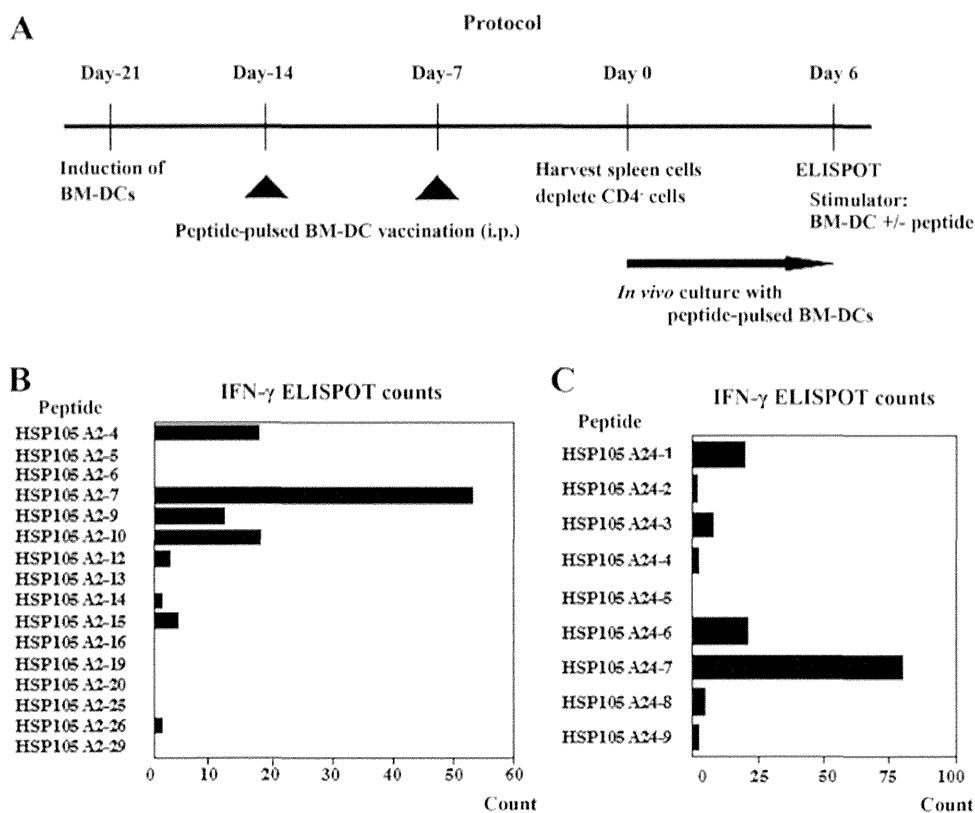 A
Protocol
Day-21
Day-14
Day-7
Day 0
Day 6
Induction of
BM-DCs
Peptide-pulsed BM-DC vaccination (i.p.)
Harvest spleen cells
deplete CD4- cells
ELISPOT
Stimulator:
BM-DC +/- peptide
In vivo culture with
peptide-pulsed BM-DCs
B
IFN-γ ELISPOT counts
Peptide
HSP105 A2-4
HSP105 A2-5
HSP105 A2-6
HSP105 A2-7
HSP105 A2-9
HSP105 A2-10
HSP105 A2-12
HSP105 A2-13
HSP105 A2-14
HSP105 A2-15
HSP105 A2-16
HSP105 A2-19
HSP105 A2-20
HSP105 A2-25
HSP105 A2-26
HSP105 A2-29
0 10 20 30 40 50 60
Count
C
IFN-γ ELISPOT counts
Peptide
HSP105 A24-1
HSP105 A24-2
HSP105 A24-3
HSP105 A24-4
HSP105 A24-5
HSP105 A24-6
HSP105 A24-7
HSP105 A24-8
HSP105 A24-9
0 25 50 75 100
Count